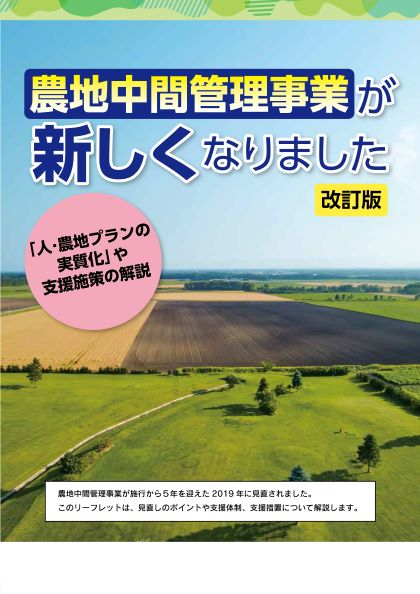 農地中間管理事業が
新しくなりました
改訂版
「人・農地プランの
実質化」や
支援施策の解説
農地中間管理事業が施行から5年を迎えた2019年に見直されました。
このリーフレットは、見直しのポイントや支援体制、支援措置について解説します。